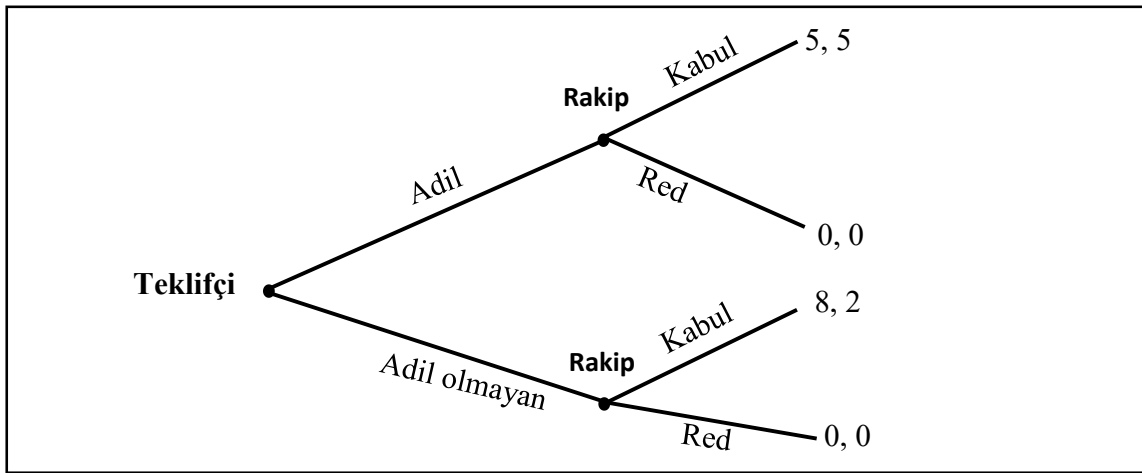 5, 5
Kabul
Rakip
Adil
Red
0, 0
Teklifçi
8, 2
Kabul
Rakip
Adil olmayan
Red
0, 0